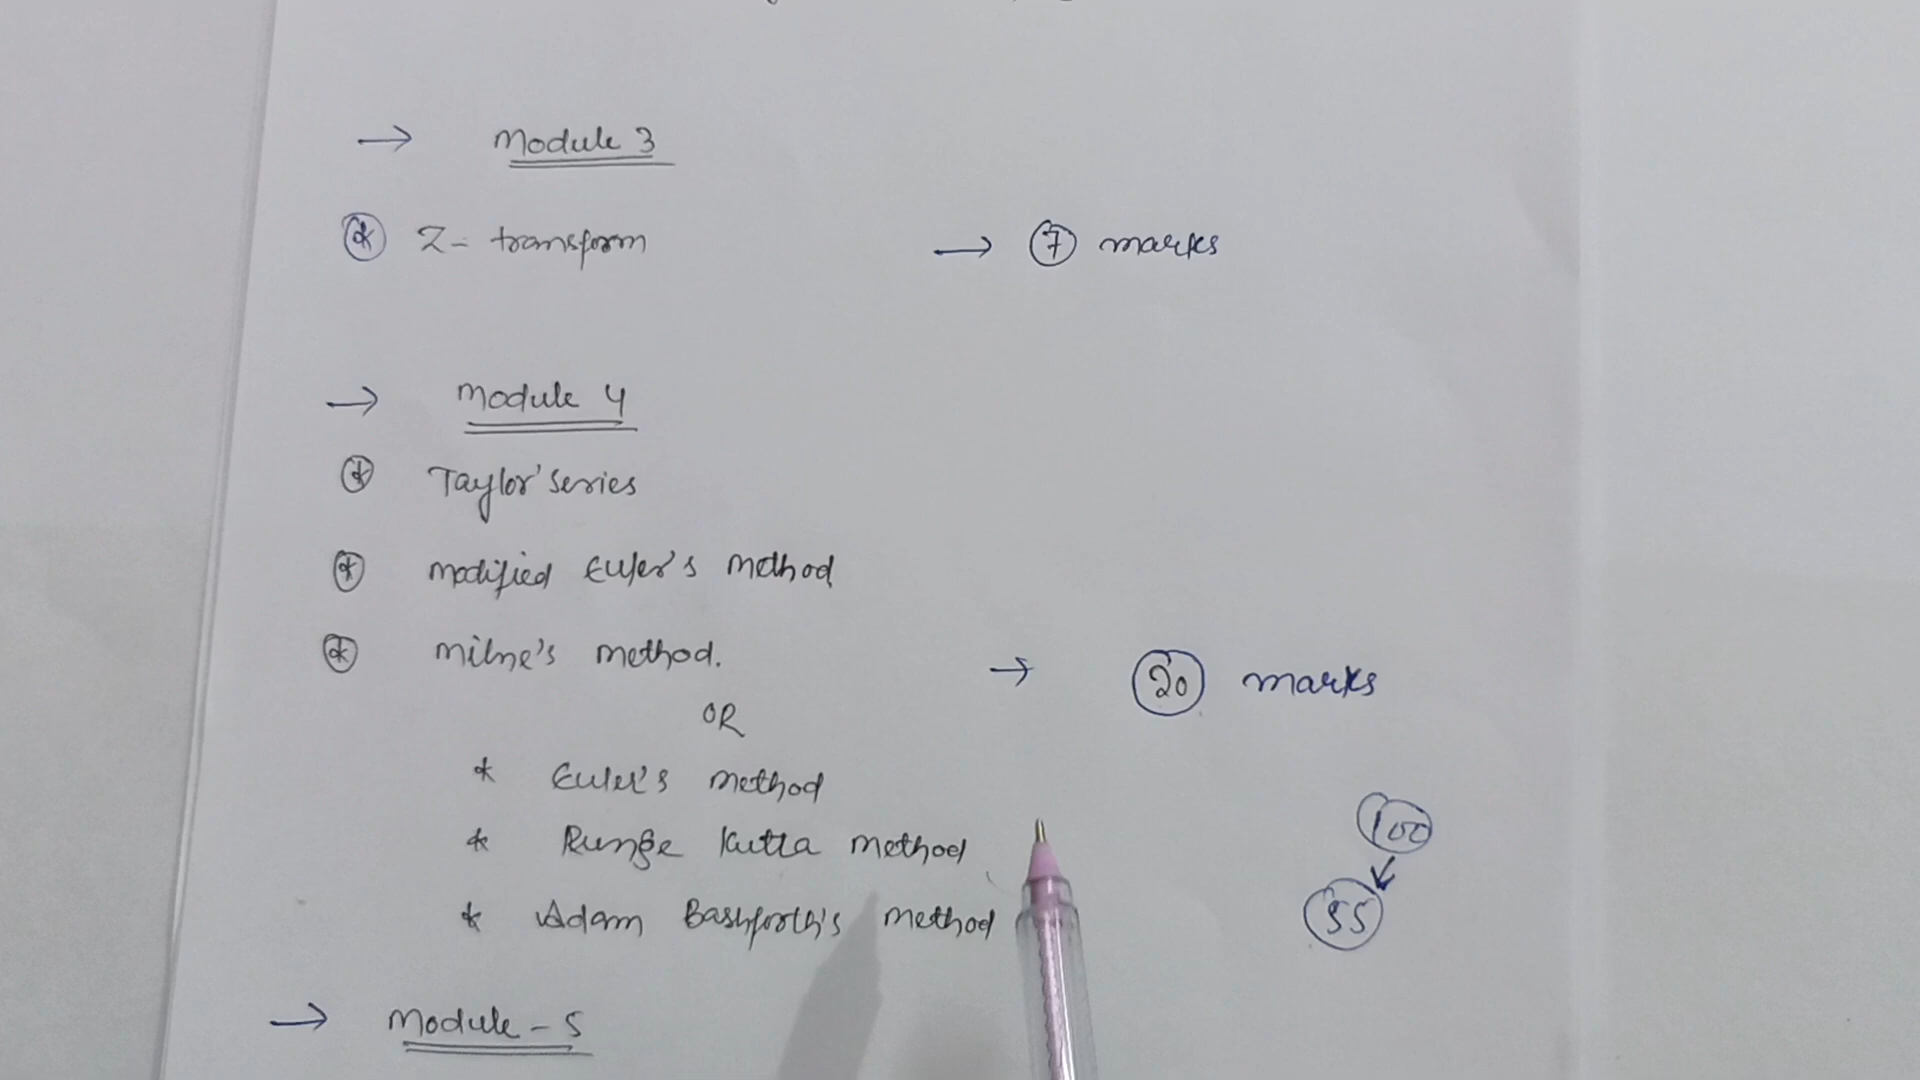 → Module 3
* Z- transform → 7 marks
→ Module 4
* Taylor' series
* modified Euler's method
* milne's method. → 20 marks
OR
* Euler's method
* Runge Kutta method
* Adam Bashforth's method
100
↓
55
→ Module - 5